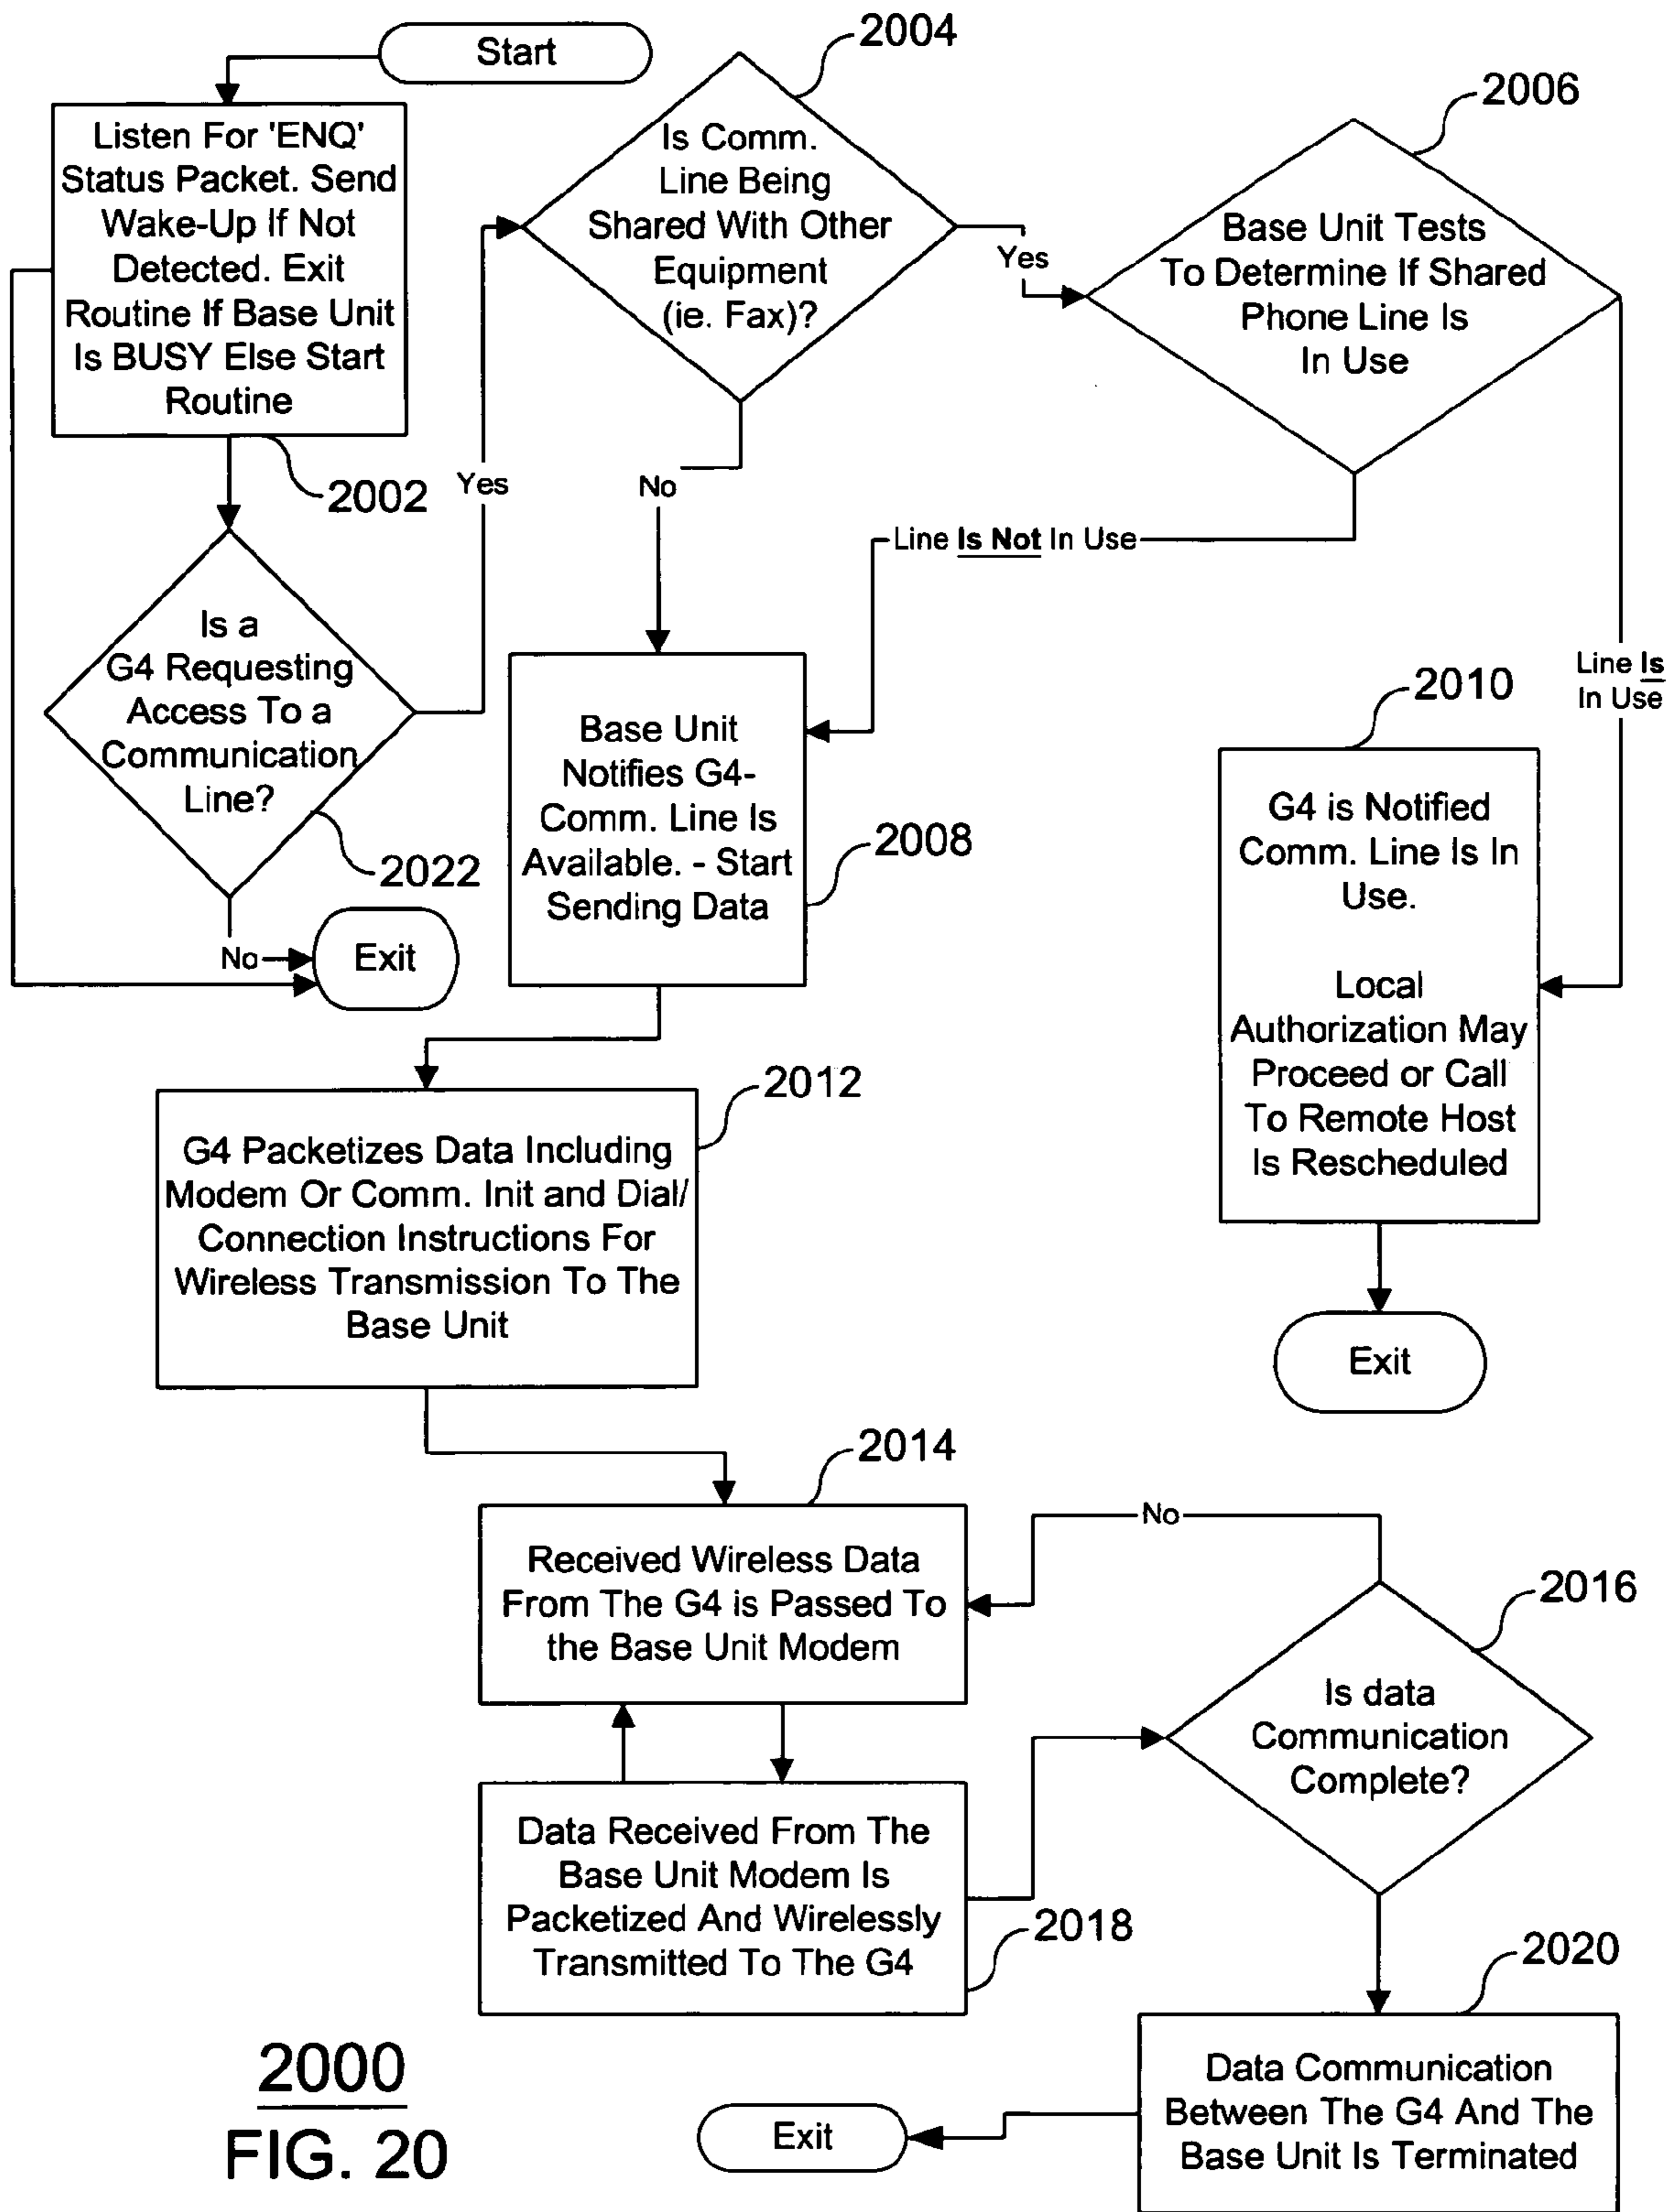 Start
2004
2006
Listen For 'ENQ'
Status Packet. Send
Wake-Up If Not
Detected. Exit
Routine If Base Unit
Is BUSY Else Start
Routine
2002
Is Comm.
Line Being
Shared With Other
Equipment
(ie. Fax)?
Yes
Base Unit Tests
To Determine If Shared
Phone Line Is
In Use
Yes
No
Line Is Not In Use
Line Is
In Use
Is a
G4 Requesting
Access To a
Communication
Line?
2022
No
Exit
Base Unit
Notifies G4-
Comm. Line Is
Available. - Start
Sending Data
2008
2010
G4 is Notified
Comm. Line Is In
Use.
Local
Authorization May
Proceed or Call
To Remote Host
Is Rescheduled
Exit
2012
G4 Packetizes Data Including
Modem Or Comm. Init and Dial/
Connection Instructions For
Wireless Transmission To The
Base Unit
2014
Received Wireless Data
From The G4 is Passed To
the Base Unit Modem
No
2016
Is data
Communication
Complete?
Data Received From The
Base Unit Modem Is
Packetized And Wirelessly
Transmitted To The G4
2018
2020
Data Communication
Between The G4 And The
Base Unit Is Terminated
Exit
2000
FIG. 20